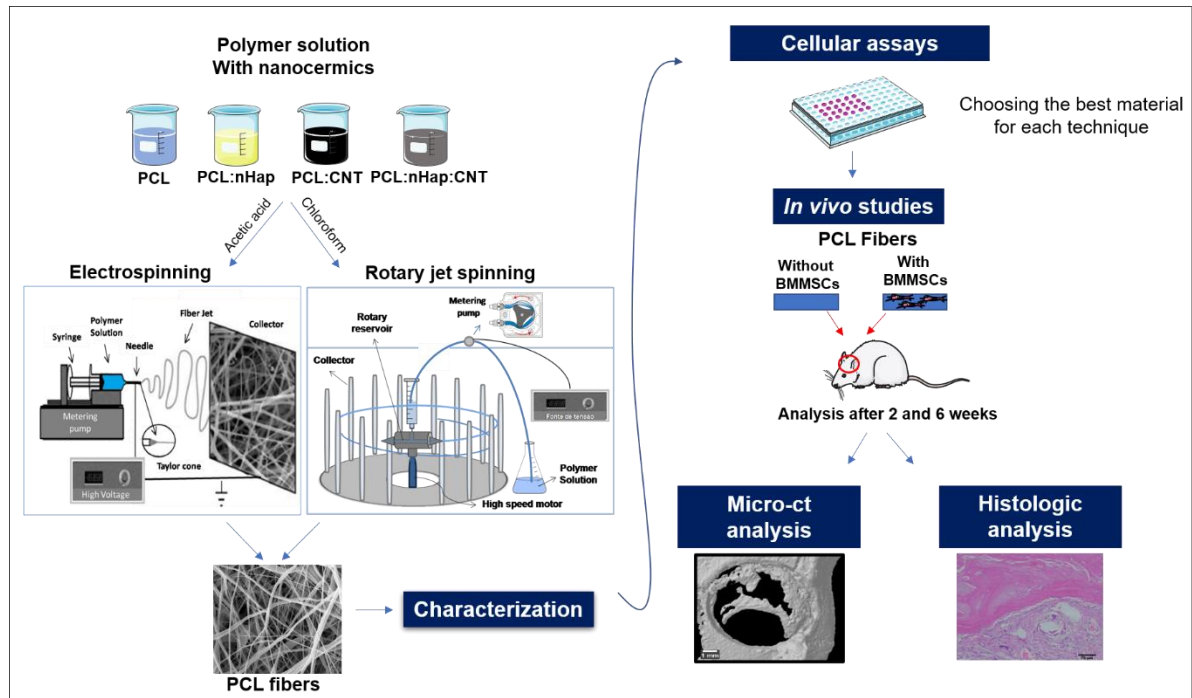 Polymer solution
With nanocermics
PCL
PCL:nHap
PCL:CNT
PCL:nHap:CNT
Acetic acid
Chloroform
Electrospinning
Syringe
Polymer
Solution
Needle
Fiber Jet
Collector
Metering
pump
Taylor cone
High Voltage
Rotary jet spinning
Metering
pump
Rotary
reservoir
Collector
Fonte de tensao
Polymer
Solution
High speed motor
PCL fibers
Characterization
Cellular assays
Choosing the best material
for each technique
In vivo studies
PCL Fibers
Without
BMMSCs
With
BMMSCs
Analysis after 2 and 6 weeks
Micro-ct
analysis
1 mm
Histologic
analysis